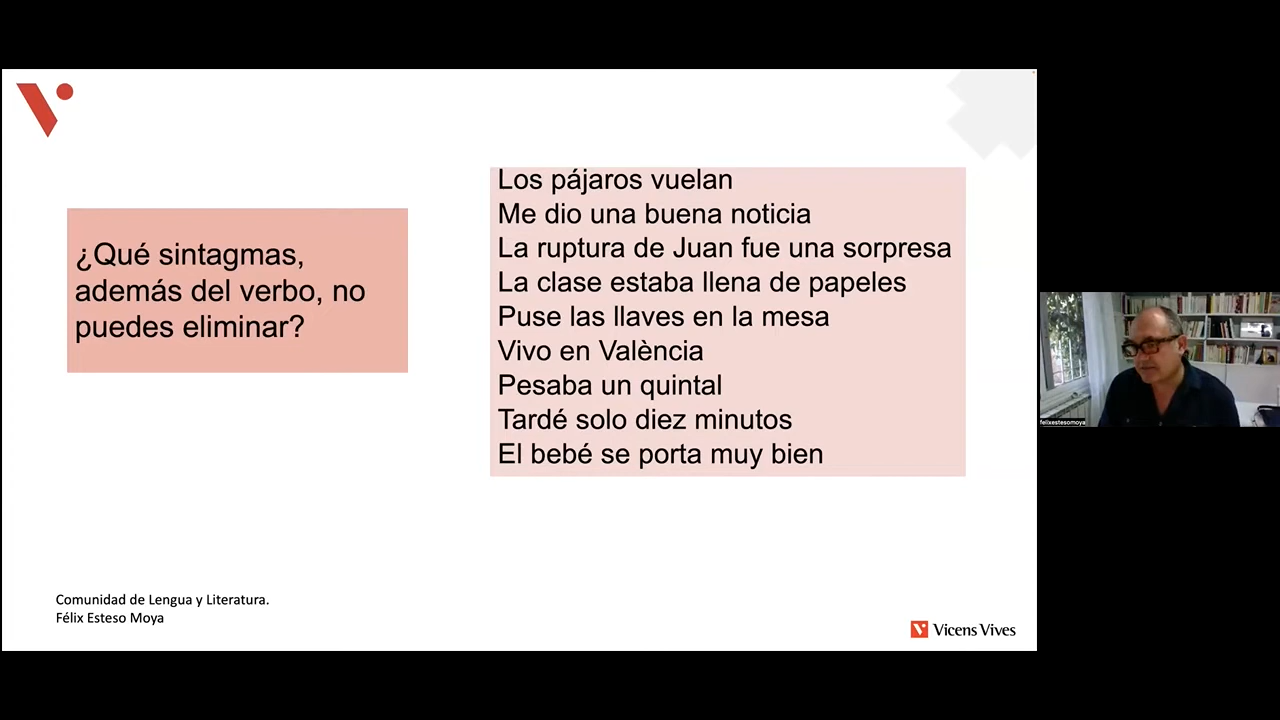 ¿Qué sintagmas,
además del verbo, no
puedes eliminar?
Los pájaros vuelan
Me dio una buena noticia
La ruptura de Juan fue una sorpresa
La clase estaba llena de papeles
Puse las llaves en la mesa
Vivo en València
Pesaba un quintal
Tardé solo diez minutos
El bebé se porta muy bien
Comunidad de Lengua y Literatura.
Félix Esteso Moya
Vicens Vives
felixestesomoya